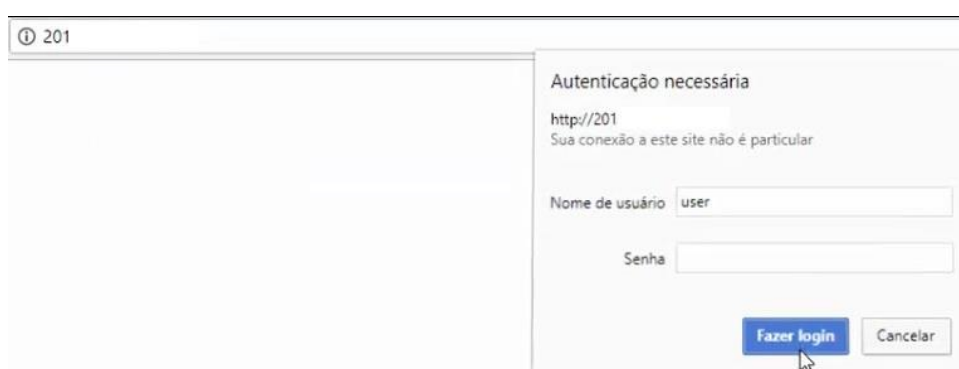 201
Autenticação necessária
http://201
Sua conexão a este site não é particular
Nome de usuário user
Senha
Fazer login Cancelar